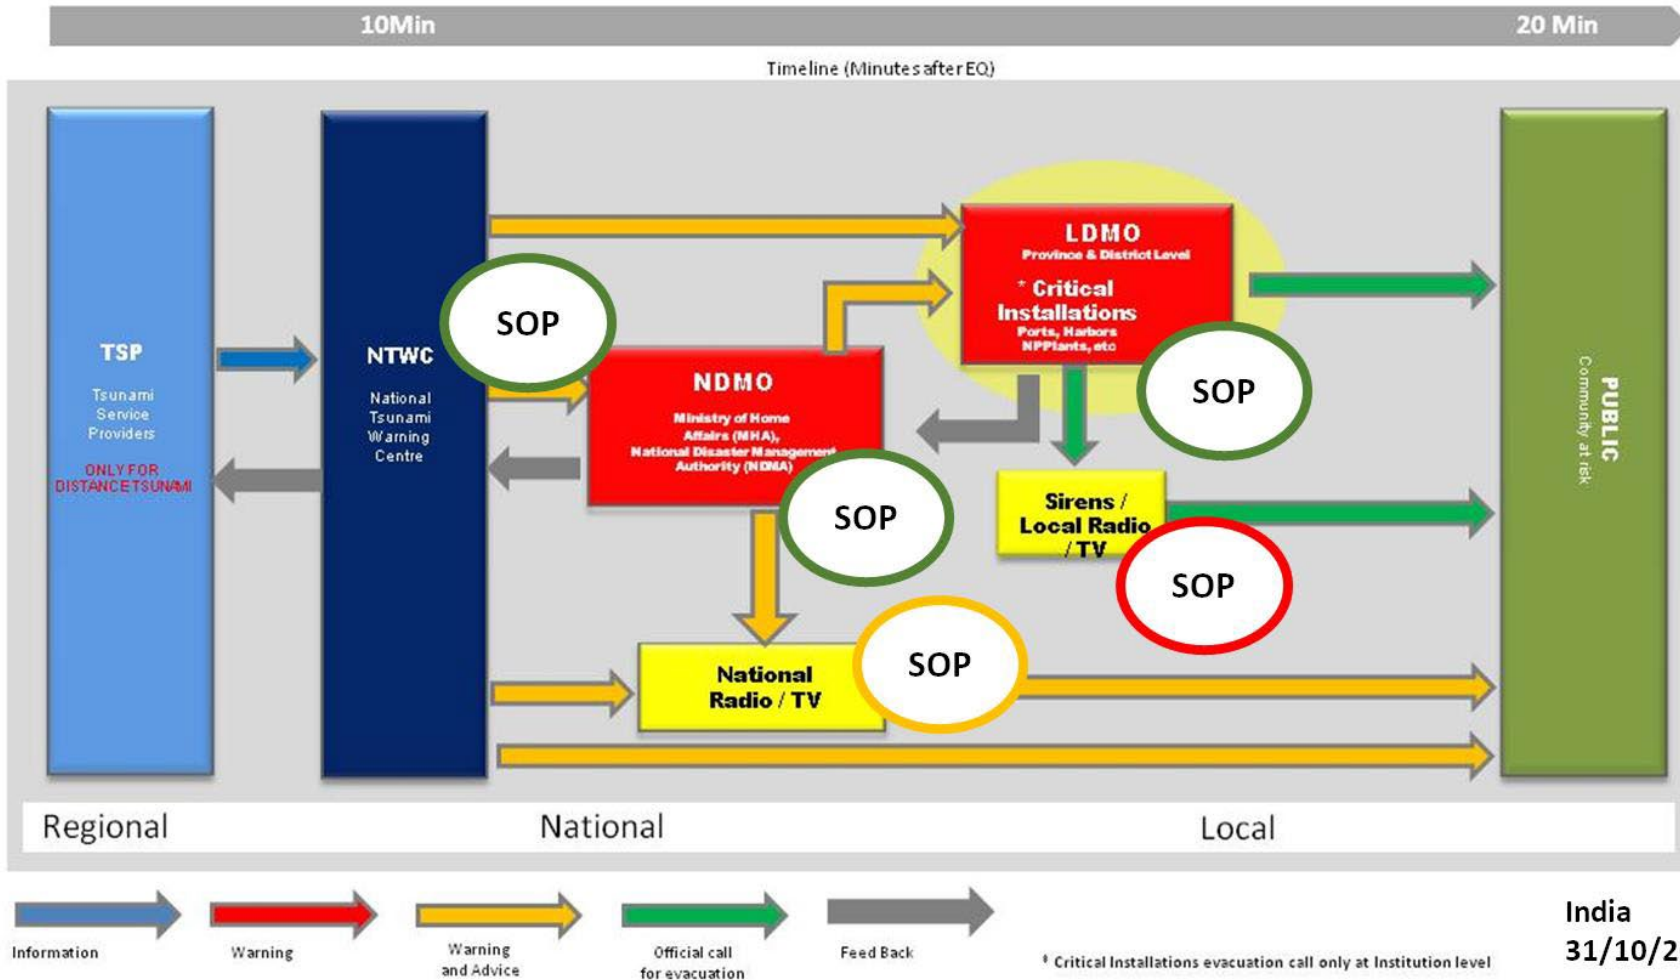 10Min
20 Min
Timeline (Minutes after EQ)
TSP
Tsunami
Service
Providers
ONLY FOR
DISTANCE TSUNAMI
NTWC
National
Tsunami
Warning
Centre
SOP
NDMO
Ministry of Home
Affairs (MHA),
National Disaster Management
Authority (NDMA)
SOP
LDMO
Province & District Level
* Critical
Installations
Ports, Harbors
NPPlants, etc
SOP
Sirens /
Local Radio
/ TV
SOP
National
Radio / TV
SOP
PUBLIC
Community at risk
Regional
National
Local
Information
Warning
Warning
and Advice
Official call
for evacuation
Feed Back
* Critical Installations evacuation call only at Institution level
India
31/10/2